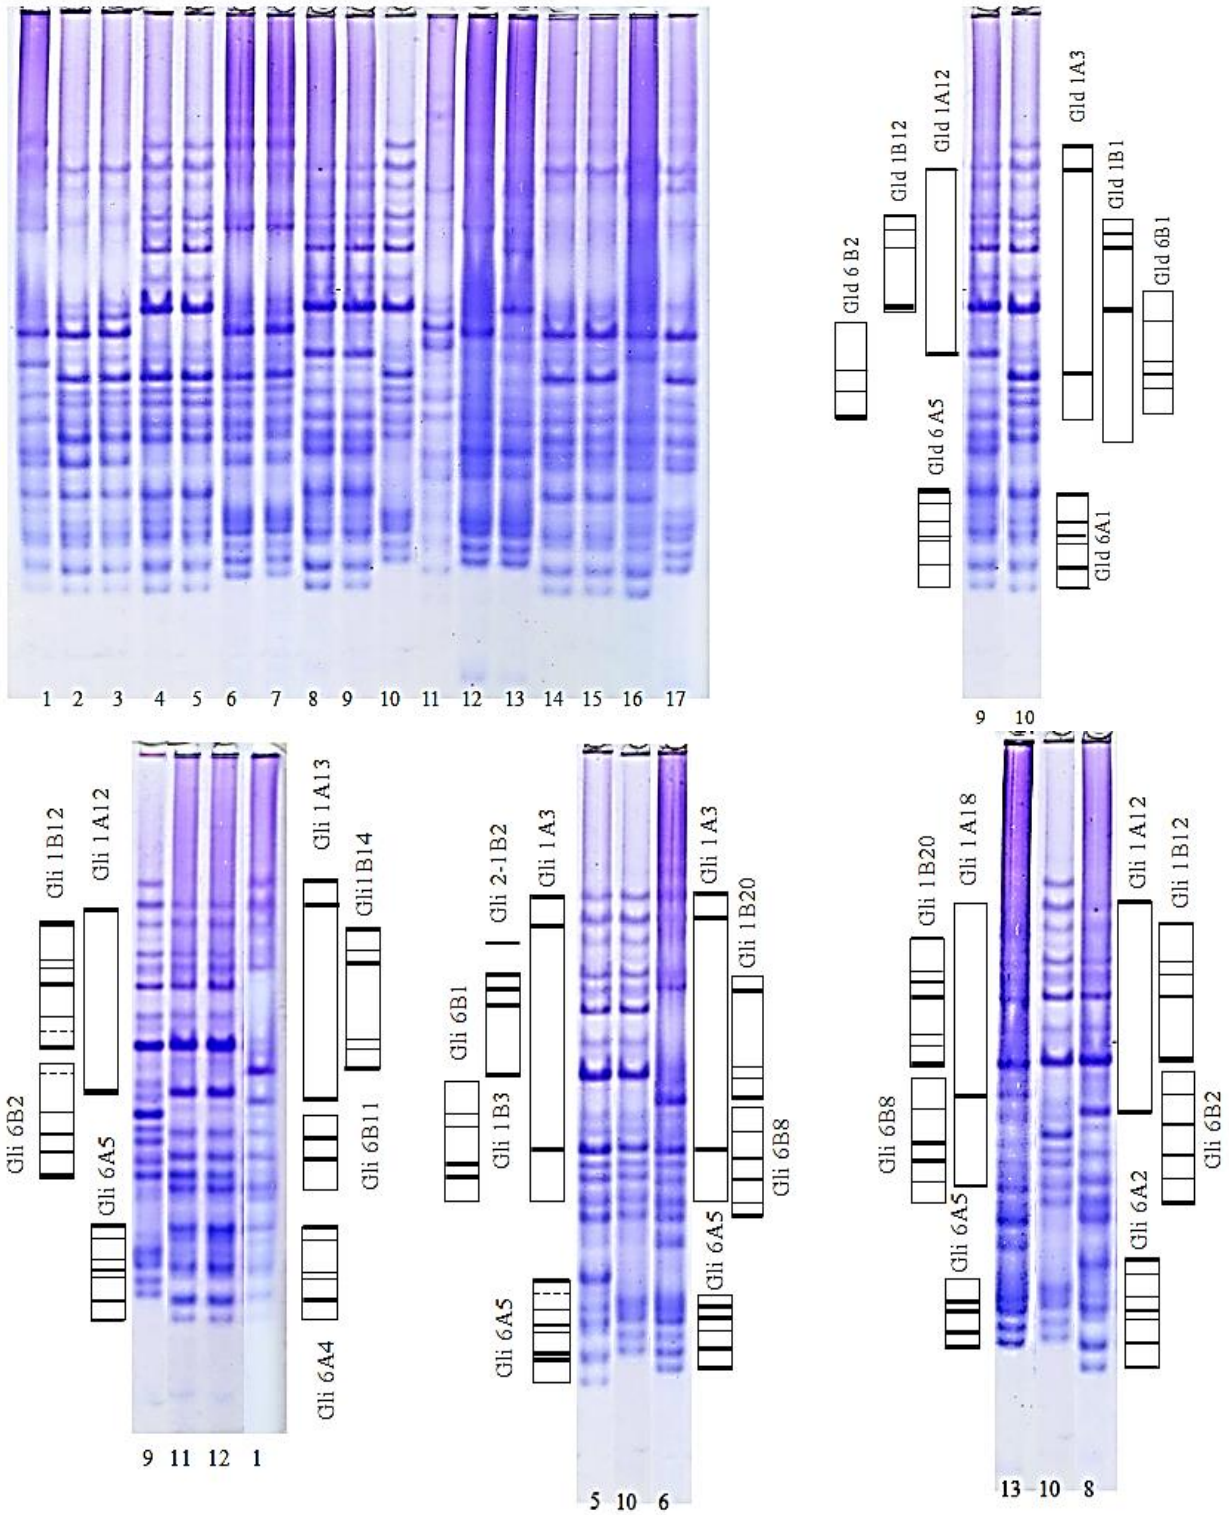 1 2 3 4 5 6 7 8 9 10 11 12 13 14 15 16 17
Gld 6 B2
Gld 1B12
Gld 1A12
Gld 6 A5
Gld 1A3
Gld 1B1
Gld 6B1
Gld 6A1
9 10
Gli 1B12
Gli 1A12
Gli 6B2
Gli 6A5
Gli 1A13
Gli1B14
Gli 6B11
Gli 6A4
9 11 12 1
Gli 2-1B2
Gli 1A3
Gli 6B1
Gli 1B3
Gli 6A5
Gli 1A3
Gli 1B20
Gli 6B8
Gli 6A5
5 10 6
Gli 1B20
Gli 1A18
Gli 6B8
Gli 6A5
Gli 1A12
Gli 1B12
Gli 6B2
Gli 6A2
13 10 8